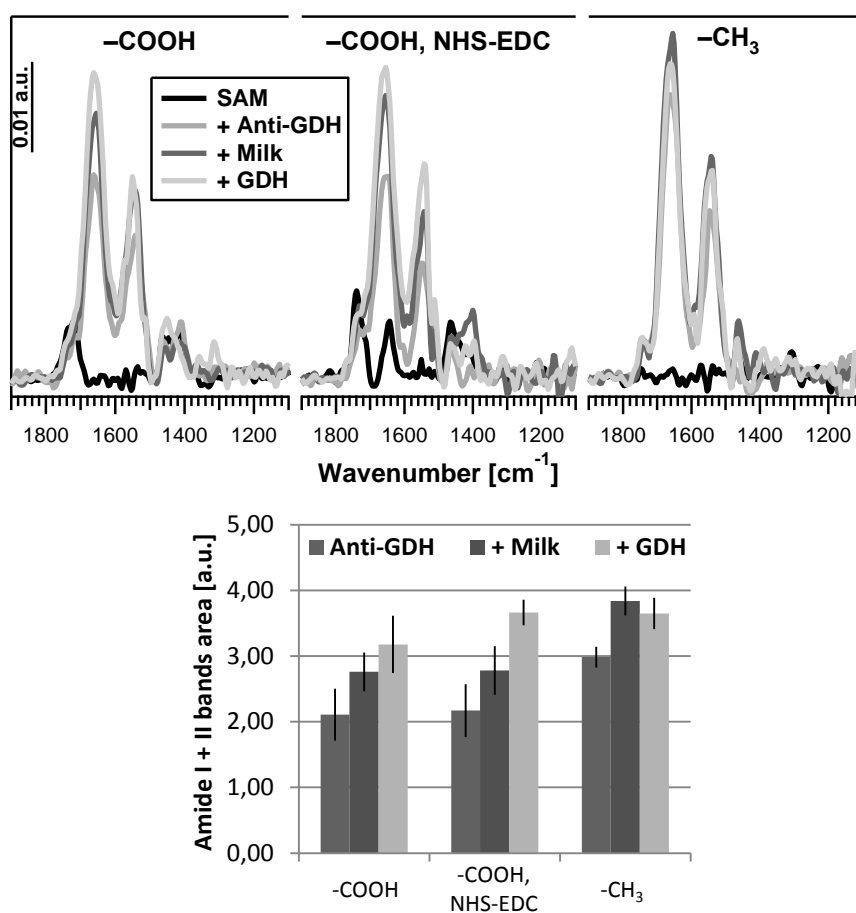 –COOH
–COOH, NHS-EDC
–CH₃
0.01 a.u.
SAM
+ Anti-GDH
+ Milk
+ GDH
1800 1600 1400 1200 1800 1600 1400 1200 1800 1600 1400 1200
Wavenumber [cm⁻¹]
Amide I + II bands area [a.u.]
5,00
4,00
3,00
2,00
1,00
0,00
Anti-GDH + Milk + GDH
-COOH
-COOH,
NHS-EDC
-CH₃